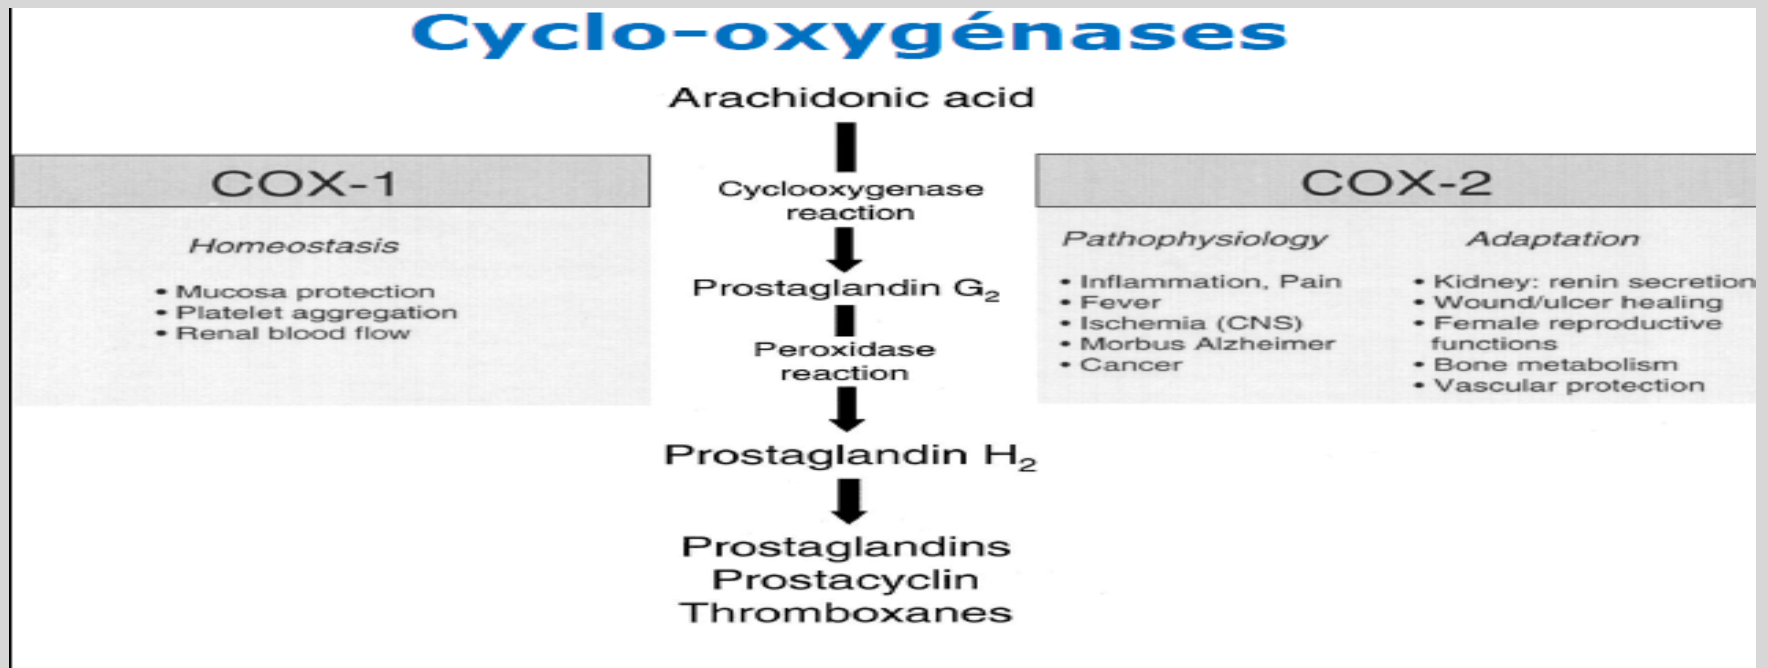 Cyclo-oxygénases
Arachidonic acid
COX-1
Homeostasis
• Mucosa protection
• Platelet aggregation
• Renal blood flow
Cyclooxygenase
reaction
Prostaglandin G₂
Peroxidase
reaction
Prostaglandin H₂
Prostaglandins
Prostacyclin
Thromboxanes
COX-2
Pathophysiology
• Inflammation, Pain
• Fever
• Ischemia (CNS)
• Morbus Alzheimer
• Cancer
Adaptation
• Kidney: renin secretion
• Wound/ulcer healing
• Female reproductive
functions
• Bone metabolism
• Vascular protection